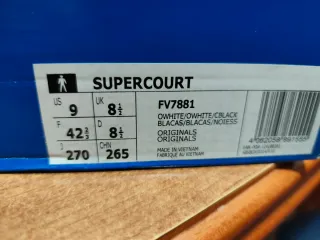 SUPERCOURT
US 9 UK 8½
F 42⅔ D 8½
J 270 CHN 265
FV7881
OWHITE/OWHITE/CBLACK
BLACAS/BLACAS/NOIESS
ORIGINALS
ORIGINALS
MADE IN VIETNAM
FABRIQUE AU VIETNAM